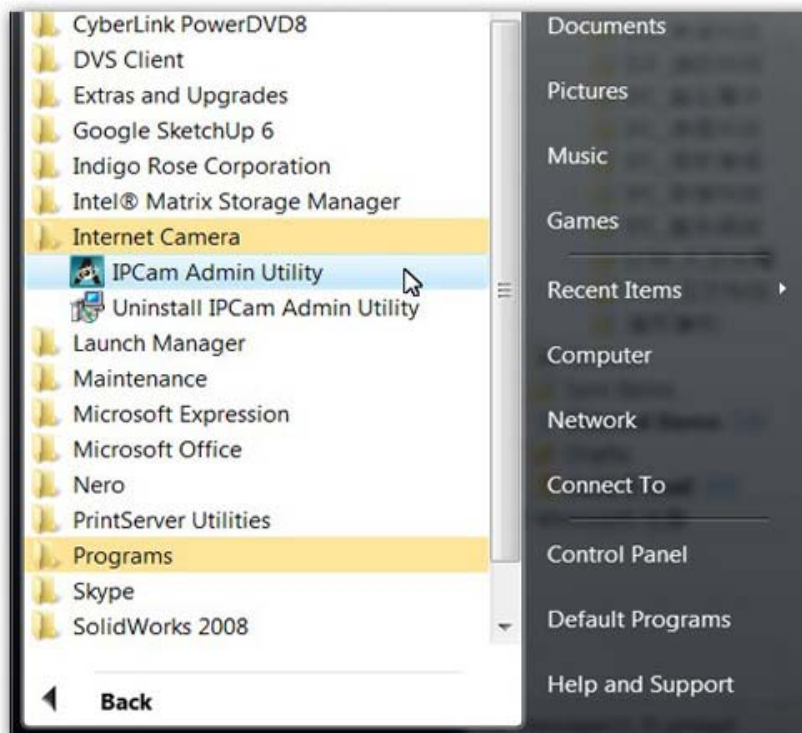 CyberLink PowerDVD8
DVS Client
Extras and Upgrades
Google SketchUp 6
Indigo Rose Corporation
Intel® Matrix Storage Manager
Internet Camera
IPCam Admin Utility
Uninstall IPCam Admin Utility
Launch Manager
Maintenance
Microsoft Expression
Microsoft Office
Nero
PrintServer Utilities
Programs
Skype
SolidWorks 2008
Back
Documents
Pictures
Music
Games
Recent Items
Computer
Network
Connect To
Control Panel
Default Programs
Help and Support